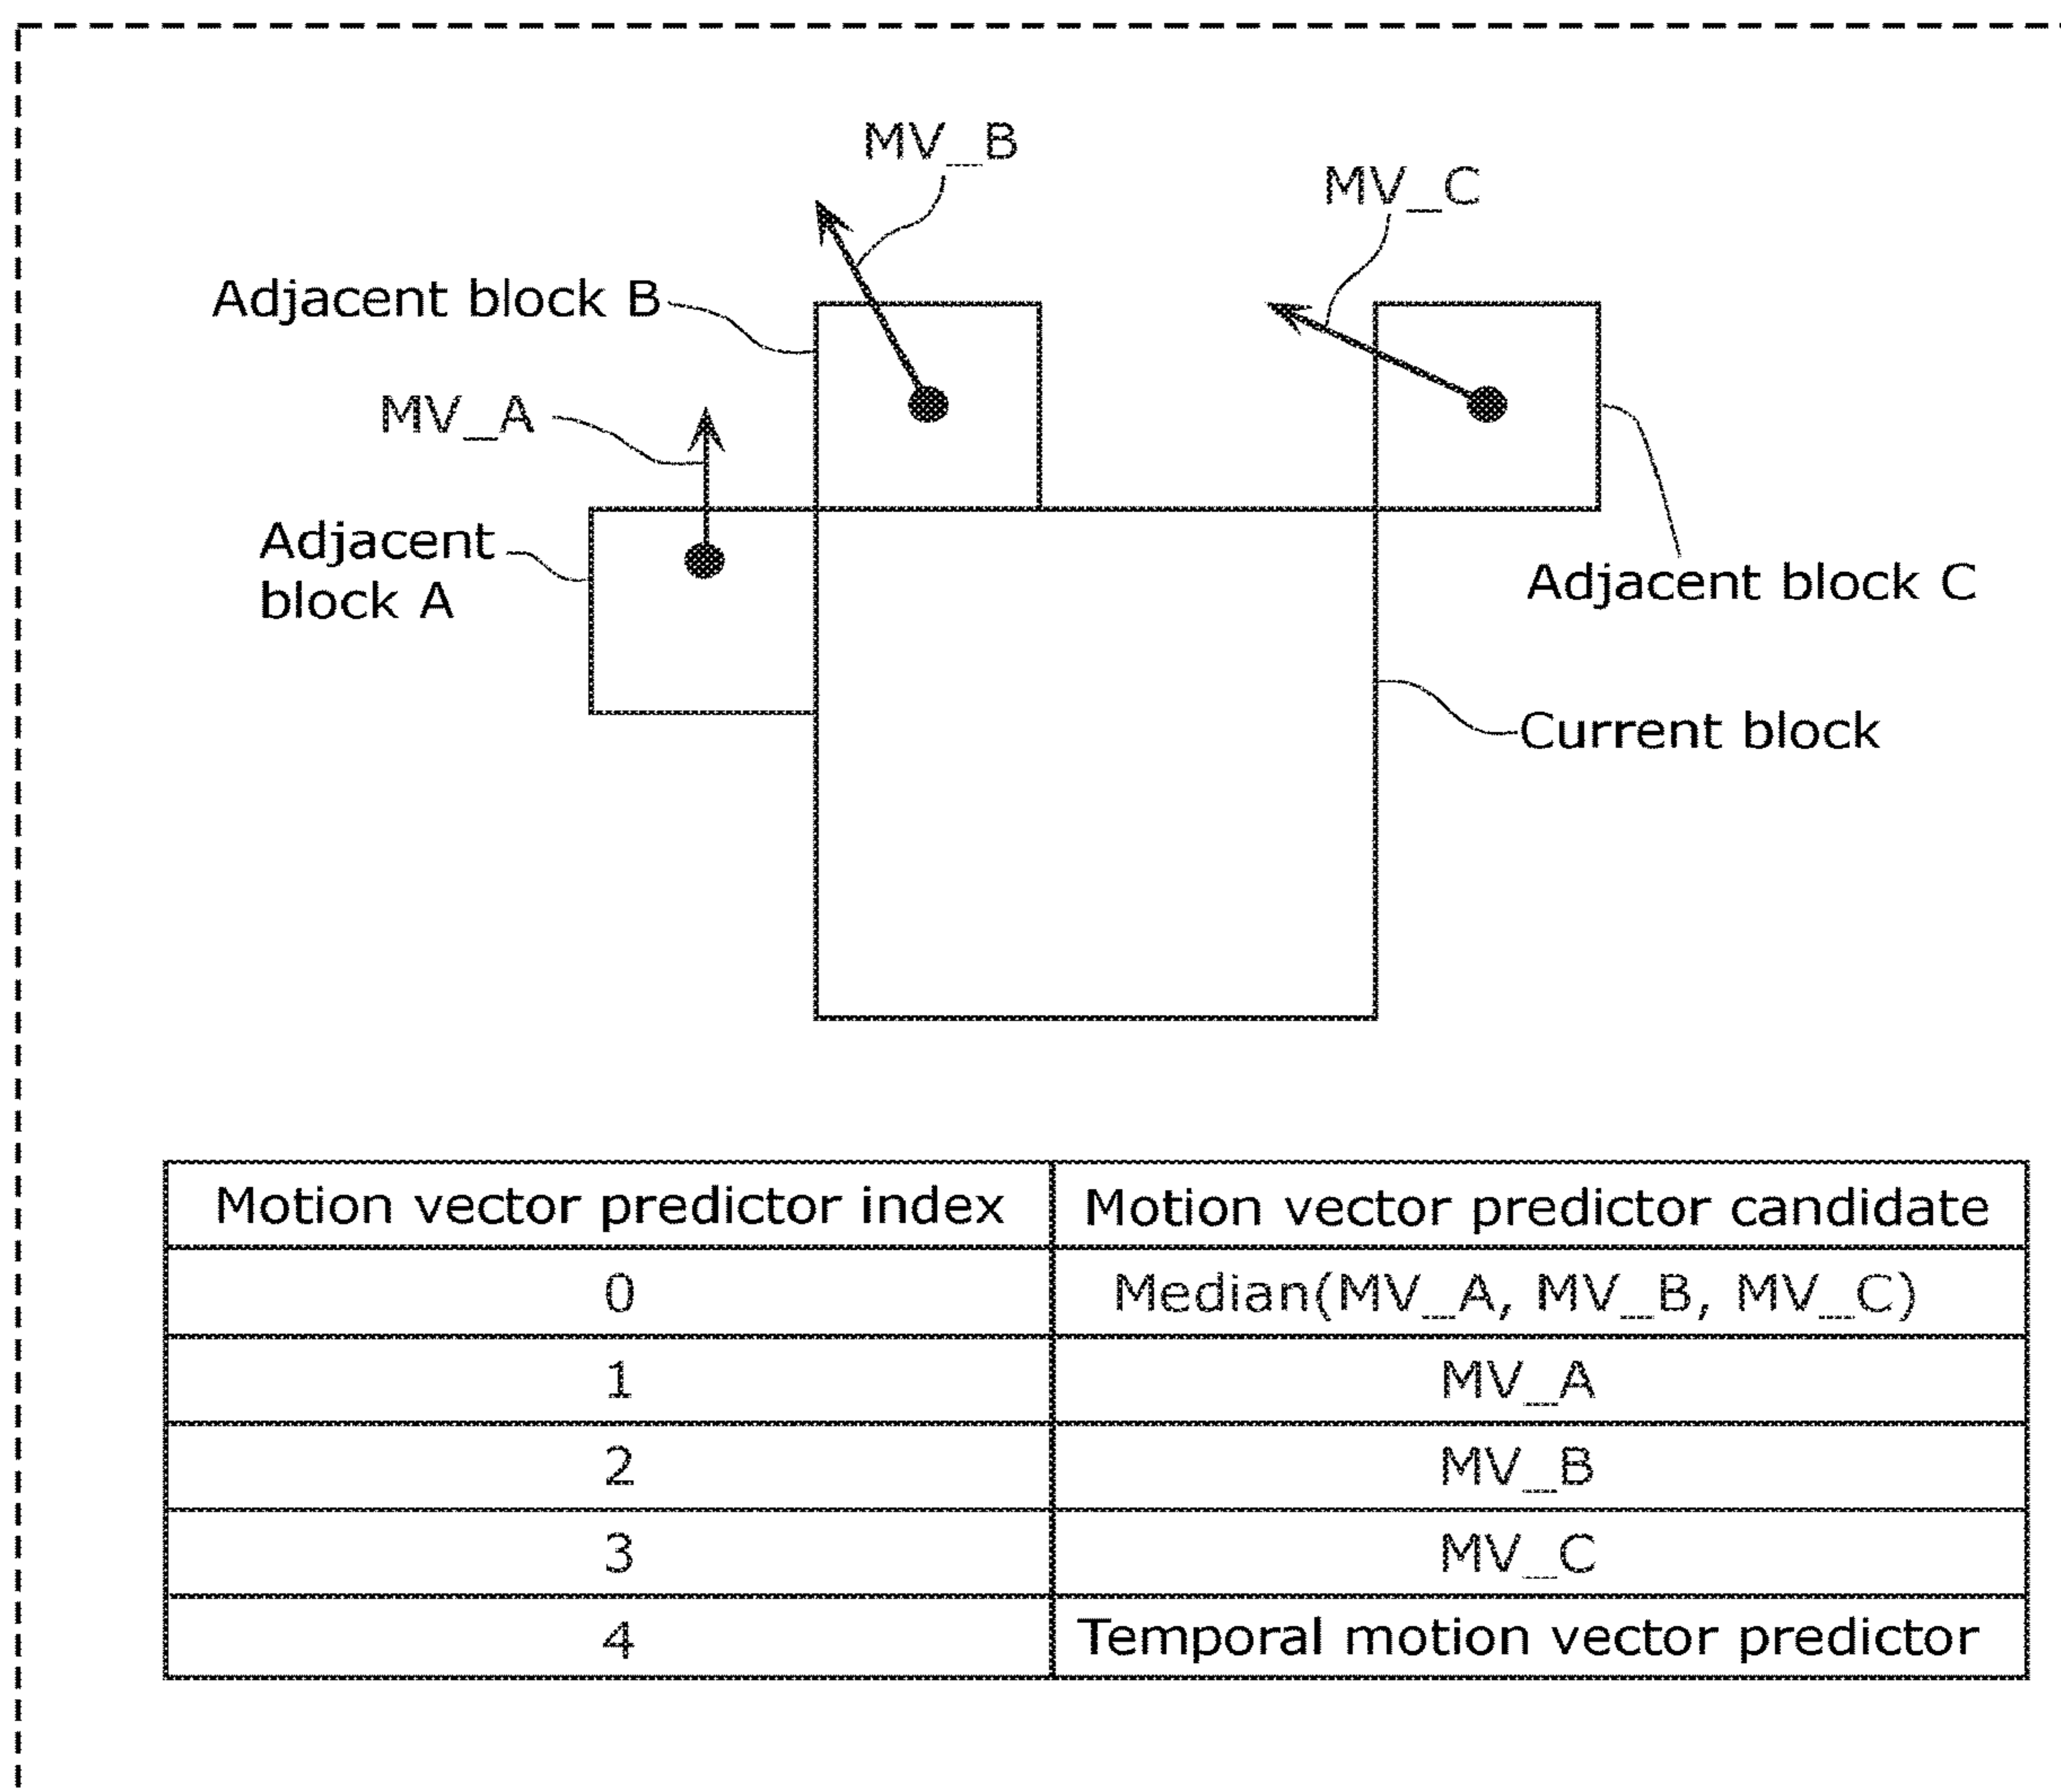 MV_B
MV_C
Adjacent block B
MV_A
Adjacent
block A
Adjacent block C
Current block
Motion vector predictor index Motion vector predictor candidate
0 Median(MV_A, MV_B, MV_C)
1 MV_A
2 MV_B
3 MV_C
4 Temporal motion vector predictor